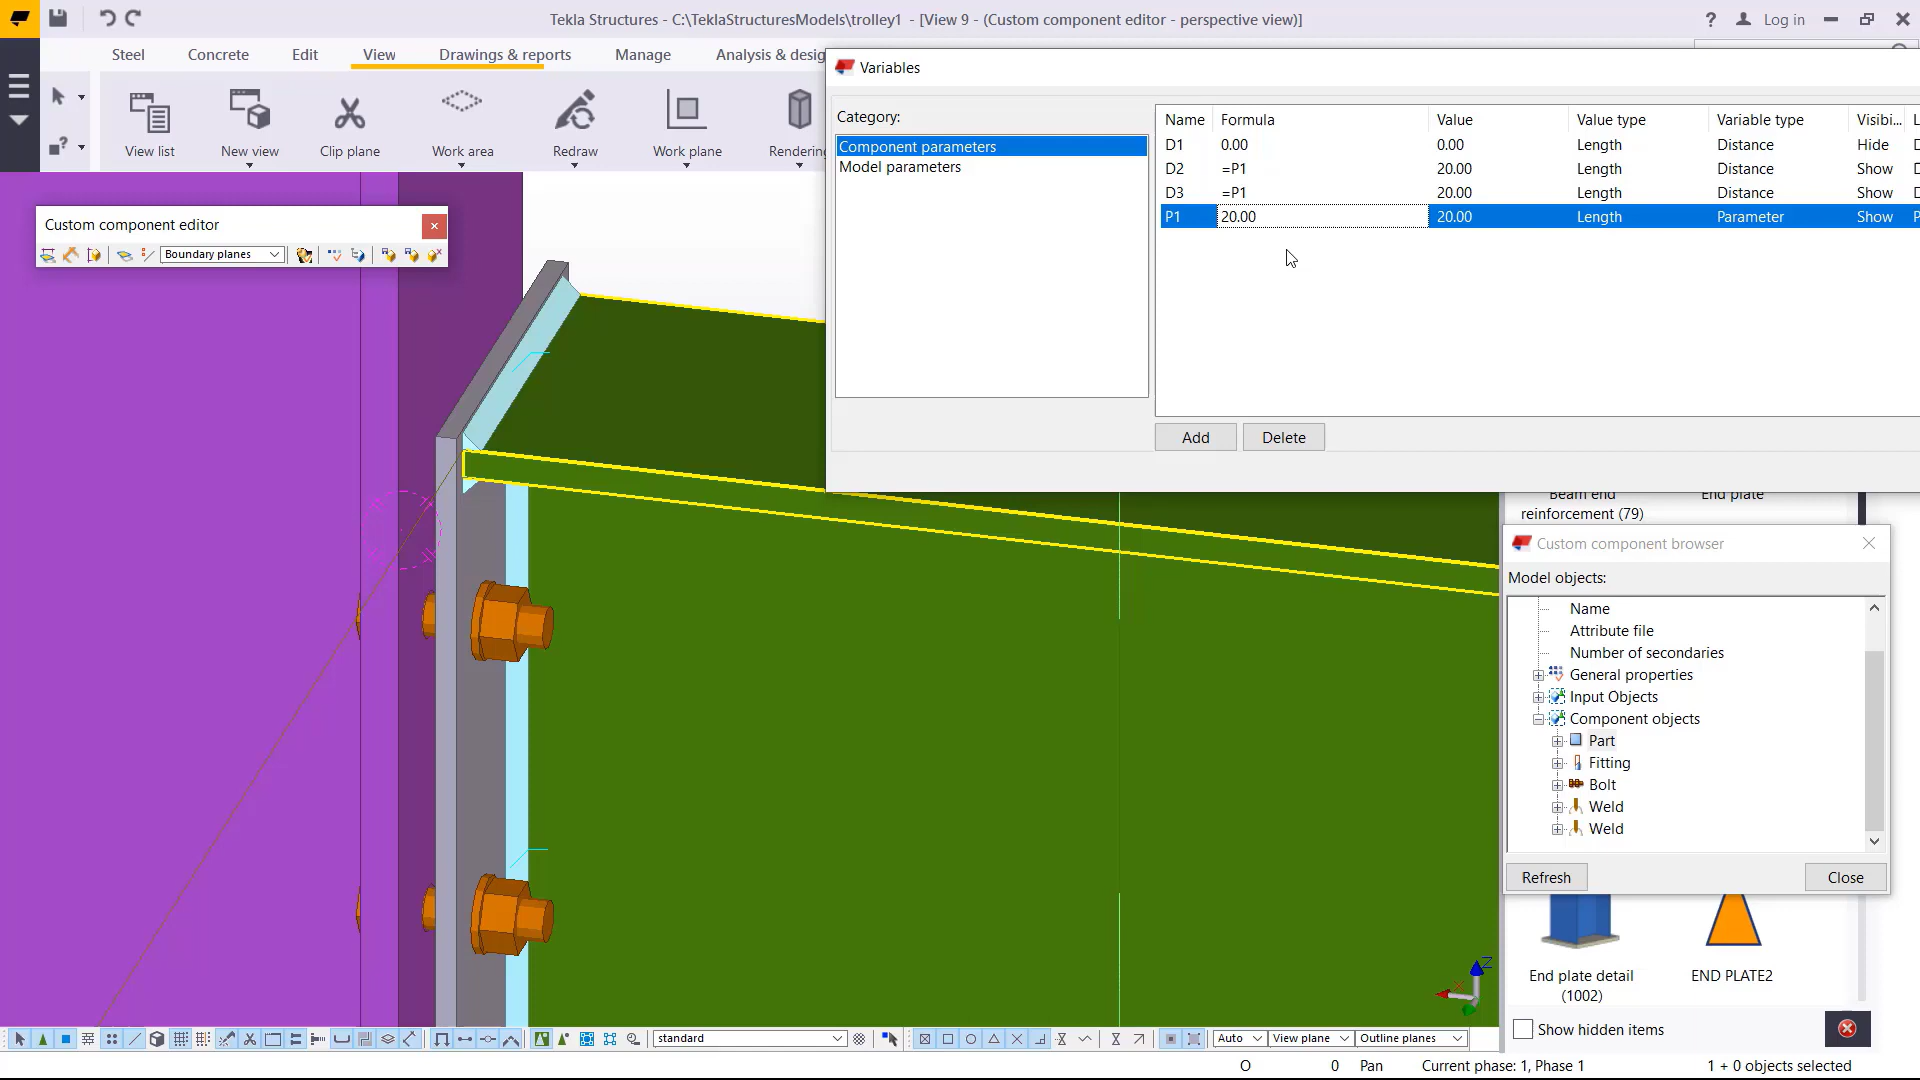 Tekla Structures - C:\TeklaStructuresModels\trolley1 - [View 9 - (Custom component editor - perspective view)]
Log in
Steel
Concrete
Edit
View
Drawings & reports
Manage
Analysis & desig
View list
New view
Clip plane
Work area
Redraw
Work plane
Rendering
Variables
Category:
Component parameters
Model parameters
Name Formula Value Value type Variable type Visibi...
D1 0.00 0.00 Length Distance Hide
D2 =P1 20.00 Length Distance Show
D3 =P1 20.00 Length Distance Show
P1 20.00 20.00 Length Parameter Show
Add Delete
Custom component editor
Boundary planes
Beam end
reinforcement (79)
End plate
Custom component browser
Model objects:
Name
Attribute file
Number of secondaries
General properties
Input Objects
Component objects
Part
Fitting
Bolt
Weld
Weld
Refresh Close
End plate detail
(1002)
END PLATE2
Show hidden items
Z
X
standard
Auto
View plane
Outline planes
O 0 Pan Current phase: 1, Phase 1 1 + 0 objects selected